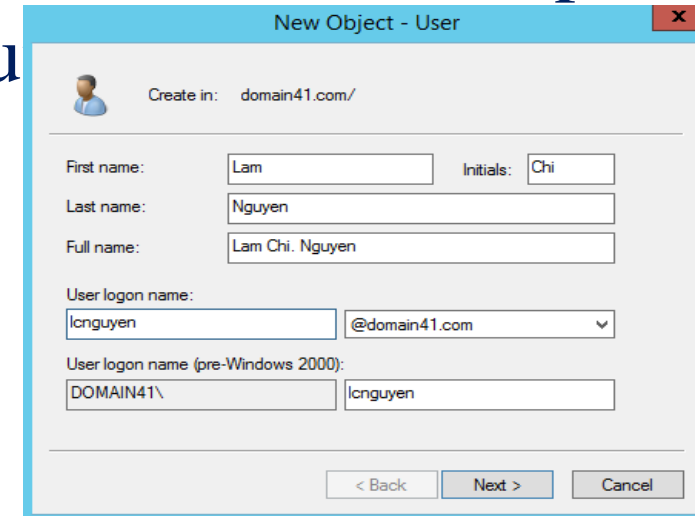 New Object - User
x
u
Create in: domain41.com/
First name: Lam Initials: Chi
Last name: Nguyen
Full name: Lam Chi. Nguyen
User logon name:
lcnguyen @domain41.com
User logon name (pre-Windows 2000):
DOMAIN41\ lcnguyen
< Back Next > Cancel